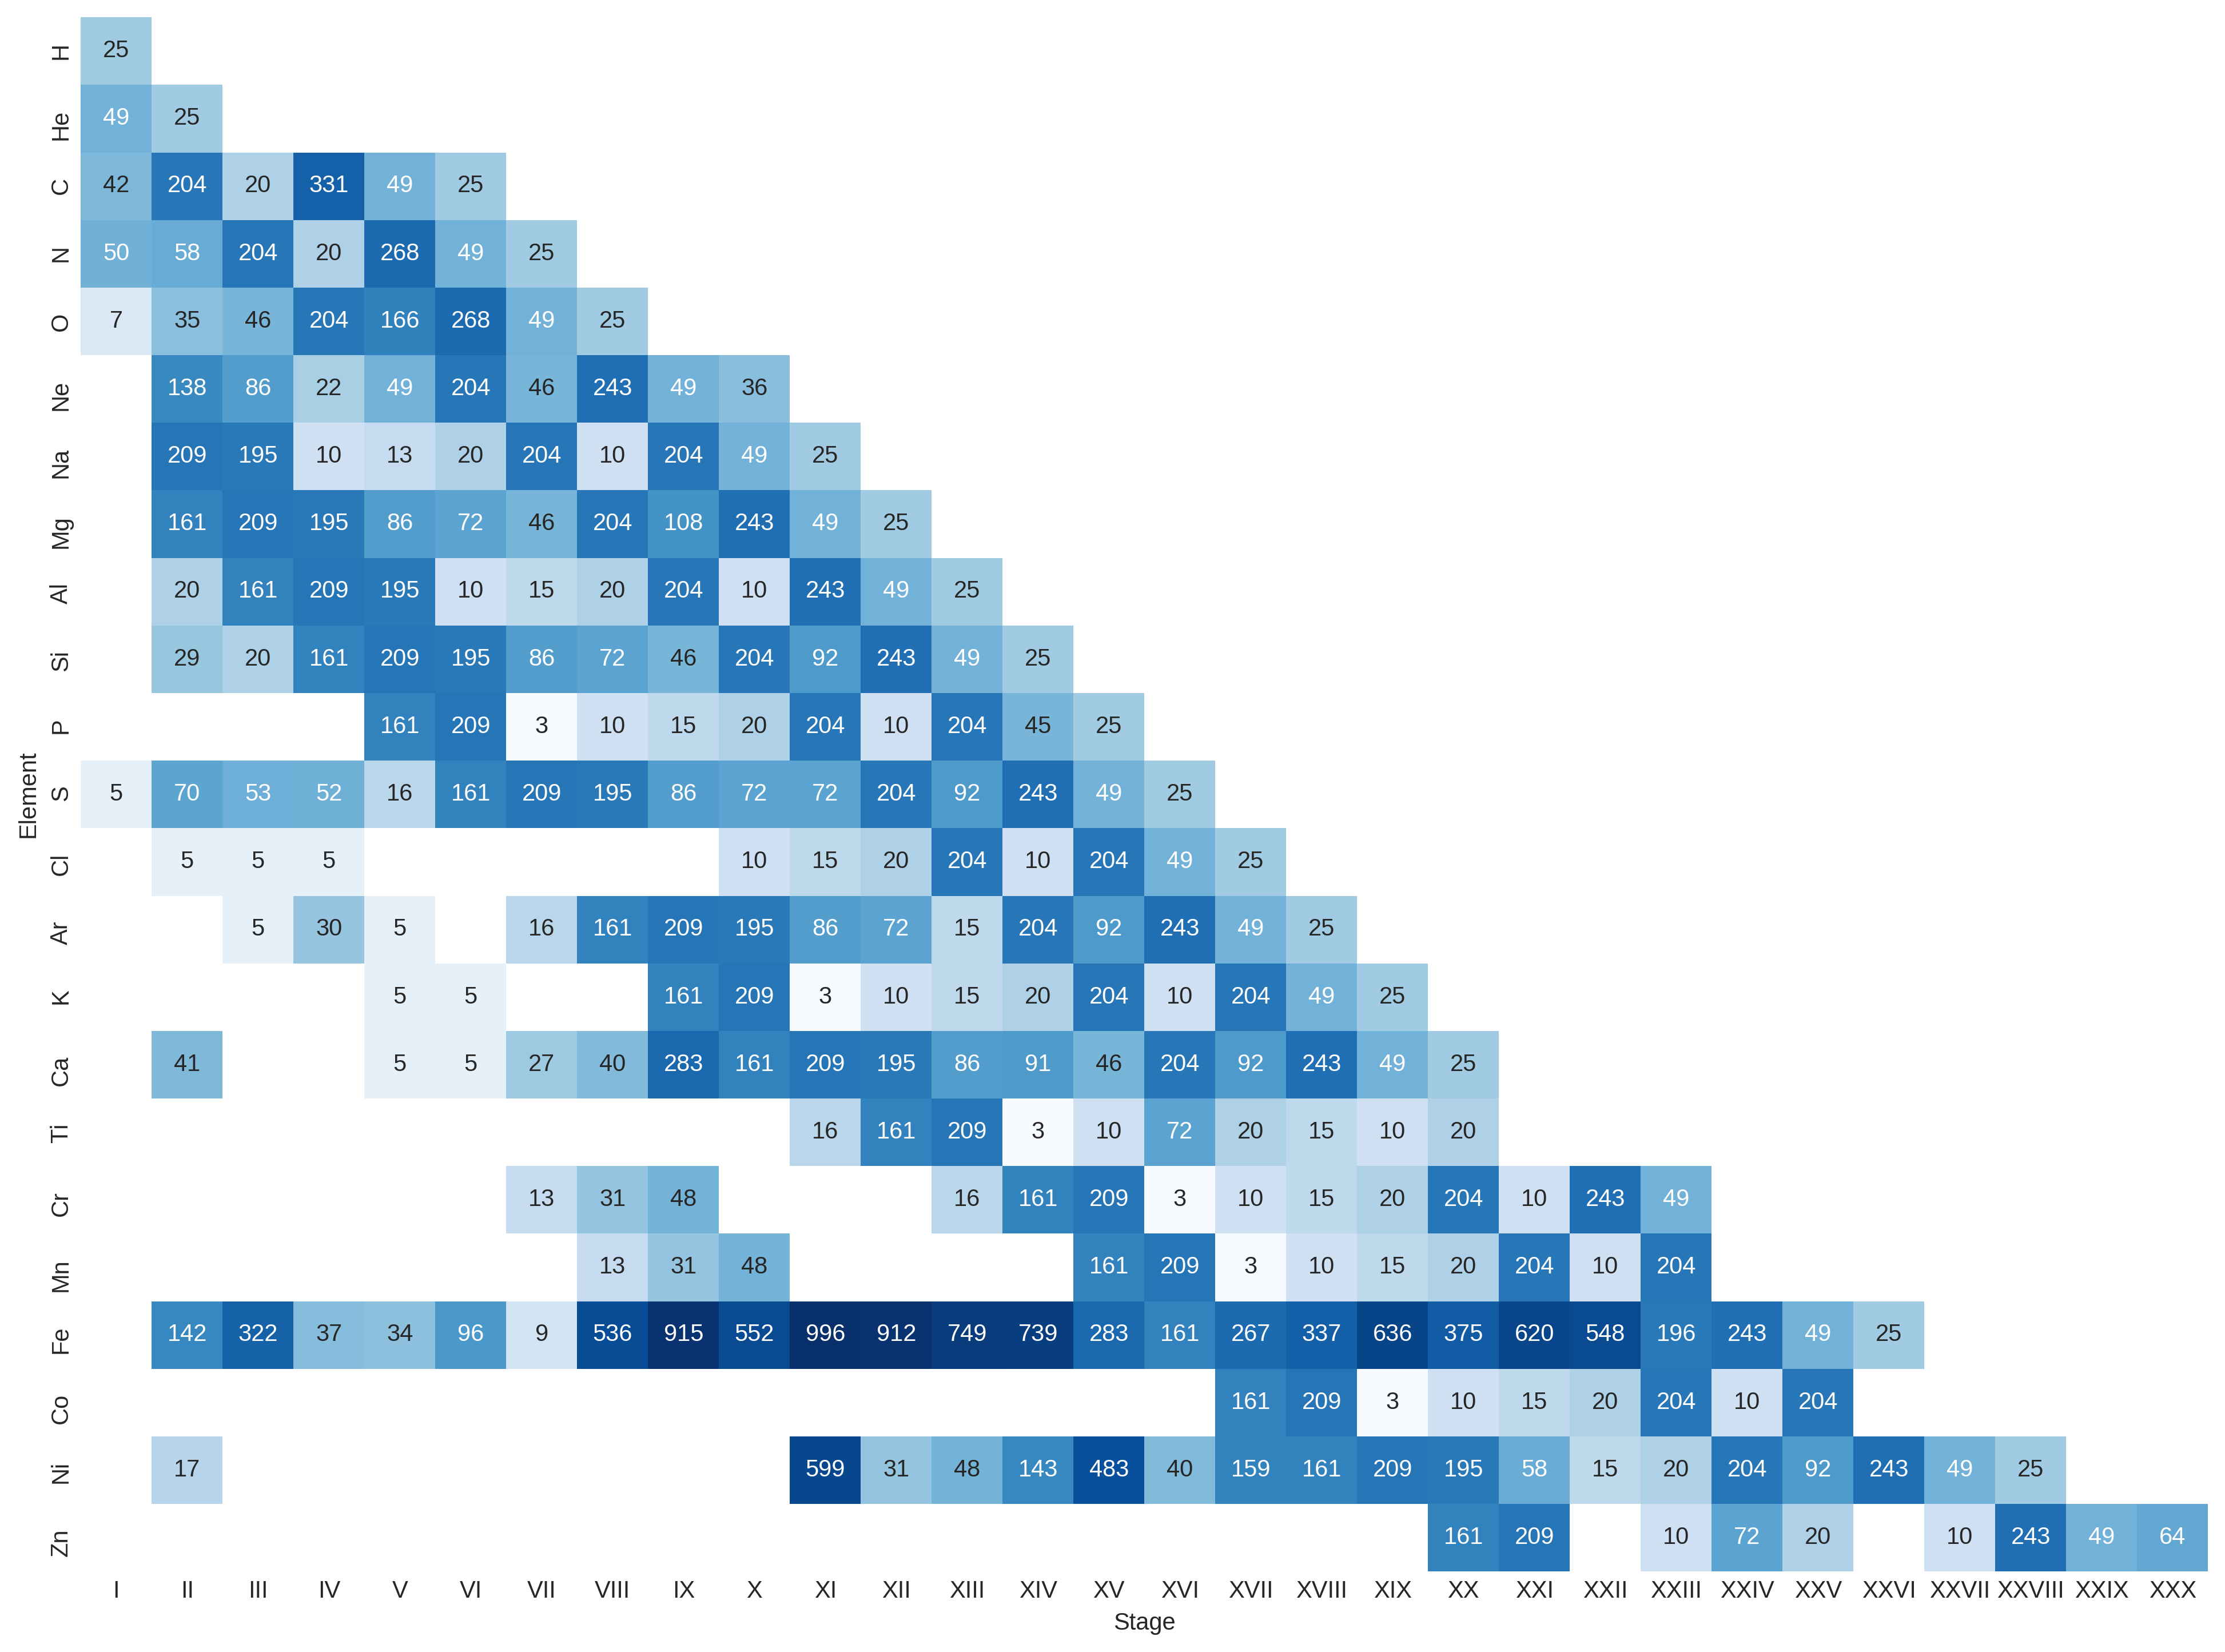 H 25
He 49 25
C 42 204 20 331 49 25
N 50 58 204 20 268 49 25
O 7 35 46 204 166 268 49 25
Ne 138 86 22 49 204 46 243 49 36
Na 209 195 10 13 20 204 10 204 49 25
Mg 161 209 195 86 72 46 204 108 243 49 25
Al 20 161 209 195 10 15 20 204 10 243 49 25
Si 29 20 161 209 195 86 72 46 204 92 243 49 25
P 161 209 3 10 15 20 204 10 204 45 25
Element
S 5 70 53 52 16 161 209 195 86 72 72 204 92 243 49 25
Cl 5 5 5 10 15 20 204 10 204 49 25
Ar 5 30 5 16 161 209 195 86 72 15 204 92 243 49 25
K 5 5 161 209 3 10 15 20 204 10 204 49 25
Ca 41 5 5 27 40 283 161 209 195 86 91 46 204 92 243 49 25
Ti 16 161 209 3 10 72 20 15 10 20
Cr 13 31 48 16 161 209 3 10 15 20 204 10 243 49
Mn 13 31 48 161 209 3 10 15 20 204 10 204
Fe 142 322 37 34 96 9 536 915 552 996 912 749 739 283 161 267 337 636 375 620 548 196 243 49 25
Co 161 209 3 10 15 20 204 10 204
Ni 17 599 31 48 143 483 40 159 161 209 195 58 15 20 204 92 243 49 25
Zn 161 209 10 72 20 10 243 49 64
I II III IV V VI VII VIII IX X XI XII XIII XIV XV XVI XVII XVIII XIX XX XXI XXII XXIII XXIV XXV XXVI XXVII XXVIII XXIX XXX
Stage